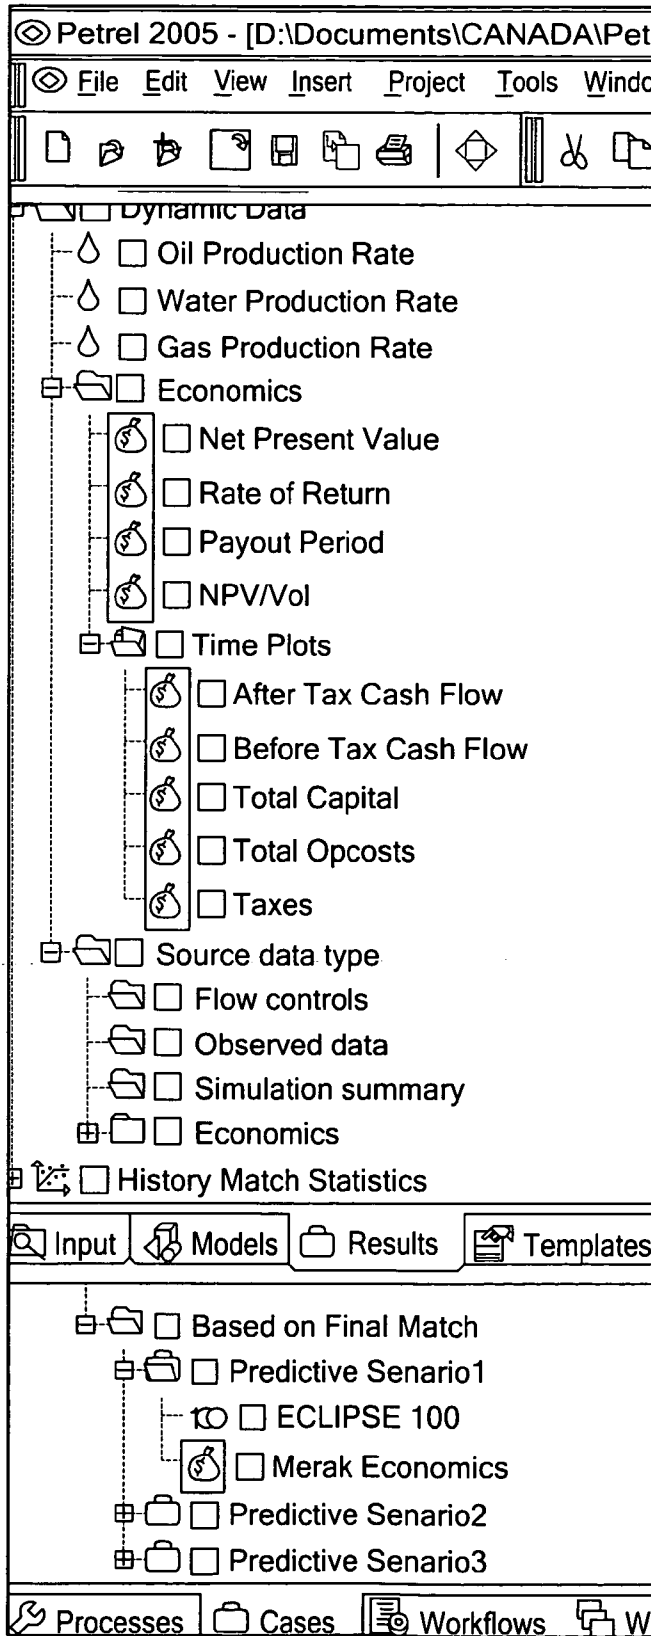 Petrel 2005 - [D:\Documents\CANADA\Pet
File Edit View Insert Project Tools Windo
Dynamic Data
Oil Production Rate
Water Production Rate
Gas Production Rate
Economics
$ Net Present Value
$ Rate of Return
$ Payout Period
$ NPV/Vol
Time Plots
$ After Tax Cash Flow
$ Before Tax Cash Flow
$ Total Capital
$ Total Opcosts
$ Taxes
Source data type
Flow controls
Observed data
Simulation summary
Economics
History Match Statistics
Input Models Results Templates
Based on Final Match
Predictive Senario1
100 ECLIPSE 100
$ Merak Economics
Predictive Senario2
Predictive Senario3
Processes Cases Workflows W